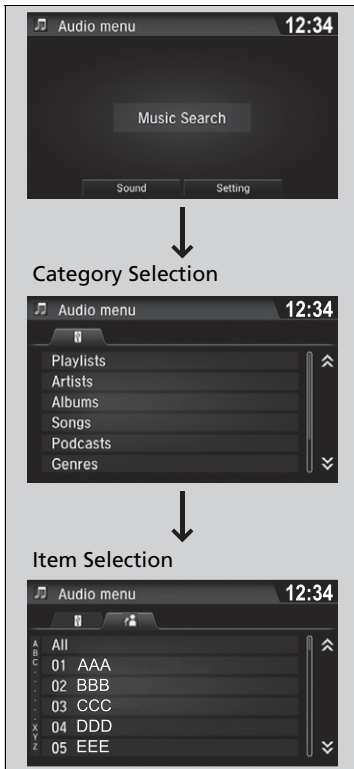 Audio menu 12:34
Music Search
Sound Setting
Category Selection
Audio menu 12:34
Playlists
Artists
Albums
Songs
Podcasts
Genres
Item Selection
Audio menu 12:34
A
B
C
All
01 AAA
02 BBB
03 CCC
04 DDD
05 EEE
X
Y
Z